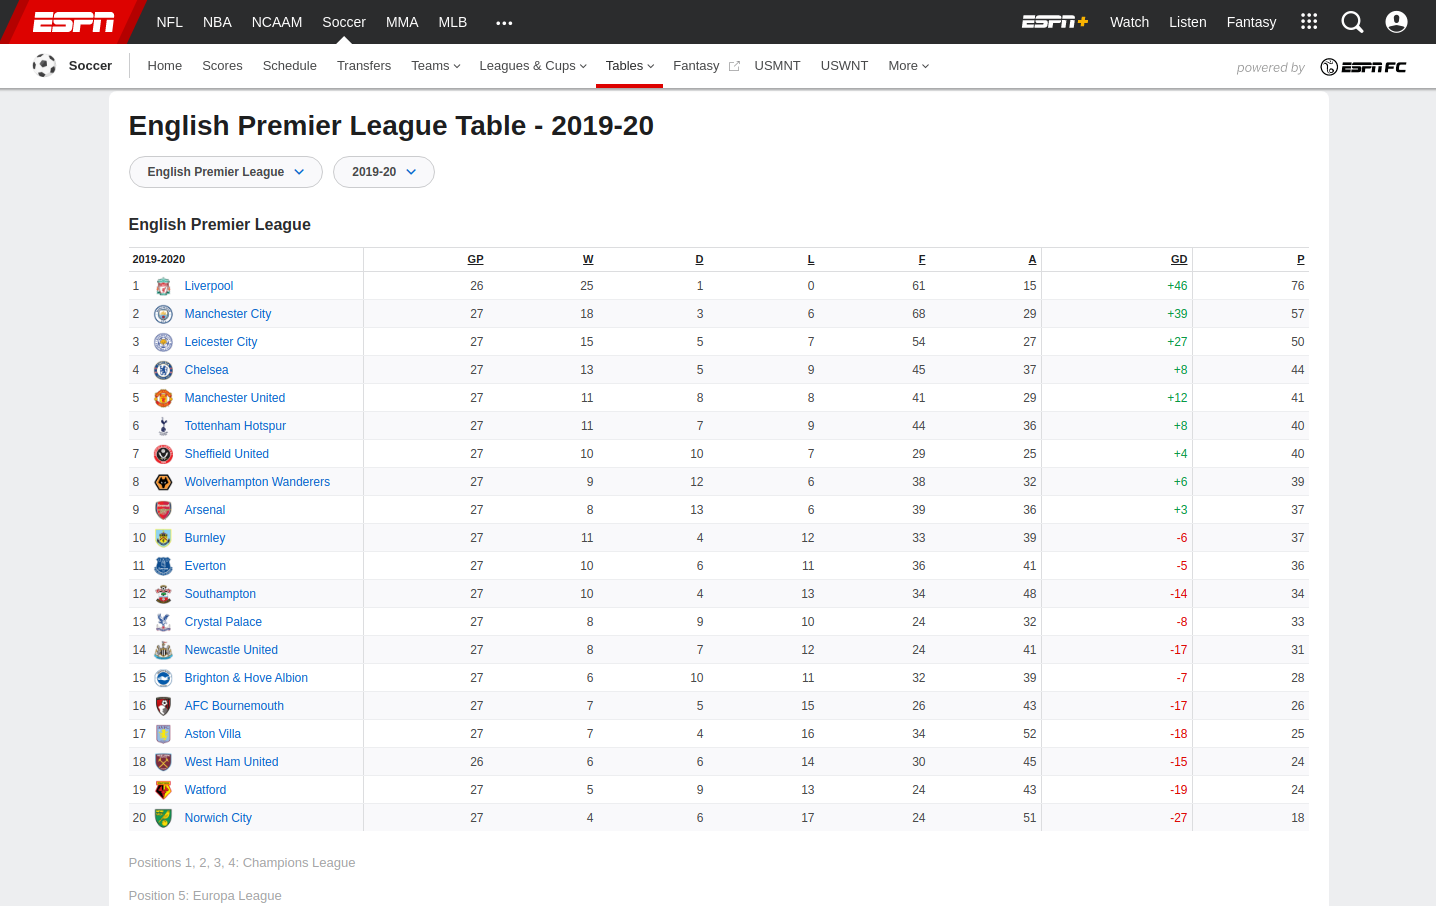 ESPN NFL NBA NCAAM Soccer MMA MLB ESPN+ Watch Listen Fantasy
Soccer Home Scores Schedule Transfers Teams Leagues & Cups Tables Fantasy USMNT USWNT More powered by ESPN FC
English Premier League Table - 2019-20
English Premier League 2019-20
English Premier League
2019-2020 GP W D L F A GD P
1 Liverpool 26 25 1 0 61 15 +46 76
2 Manchester City 27 18 3 6 68 29 +39 57
3 Leicester City 27 15 5 7 54 27 +27 50
4 Chelsea 27 13 5 9 45 37 +8 44
5 Manchester United 27 11 8 8 41 29 +12 41
6 Tottenham Hotspur 27 11 7 9 44 36 +8 40
7 Sheffield United 27 10 10 7 29 25 +4 40
8 Wolverhampton Wanderers 27 9 12 6 38 32 +6 39
9 Arsenal 27 8 13 6 39 36 +3 37
10 Burnley 27 11 4 12 33 39 -6 37
11 Everton 27 10 6 11 36 41 -5 36
12 Southampton 27 10 4 13 34 48 -14 34
13 Crystal Palace 27 8 9 10 24 32 -8 33
14 Newcastle United 27 8 7 12 24 41 -17 31
15 Brighton & Hove Albion 27 6 10 11 32 39 -7 28
16 AFC Bournemouth 27 7 5 15 26 43 -17 26
17 Aston Villa 27 7 4 16 34 52 -18 25
18 West Ham United 26 6 6 14 30 45 -15 24
19 Watford 27 5 9 13 24 43 -19 24
20 Norwich City 27 4 6 17 24 51 -27 18
Positions 1, 2, 3, 4: Champions League
Position 5: Europa League